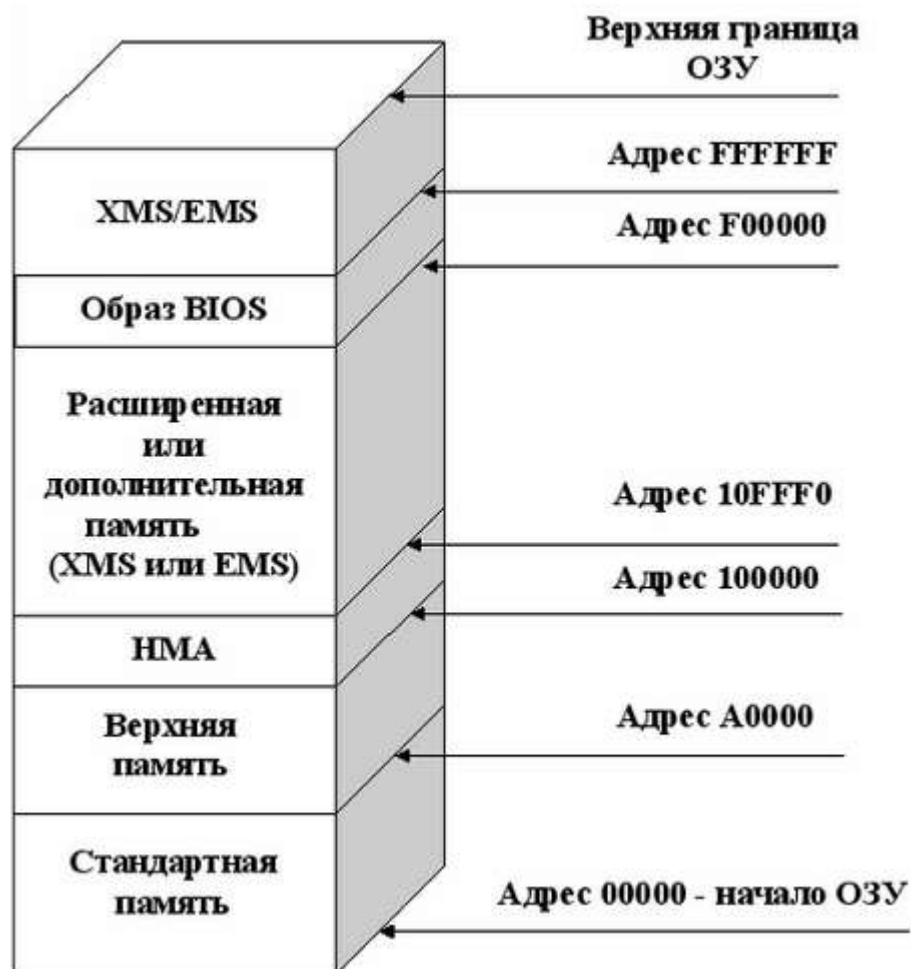 Верхняя граница
ОЗУ
Адрес FFFFFF
XMS/EMS
Адрес F00000
Образ BIOS
Расширенная
или
дополнительная
память
(XMS или EMS)
Адрес 10FFF0
Адрес 100000
HMA
Верхняя
память
Адрес A0000
Стандартная
память
Адрес 00000 - начало ОЗУ